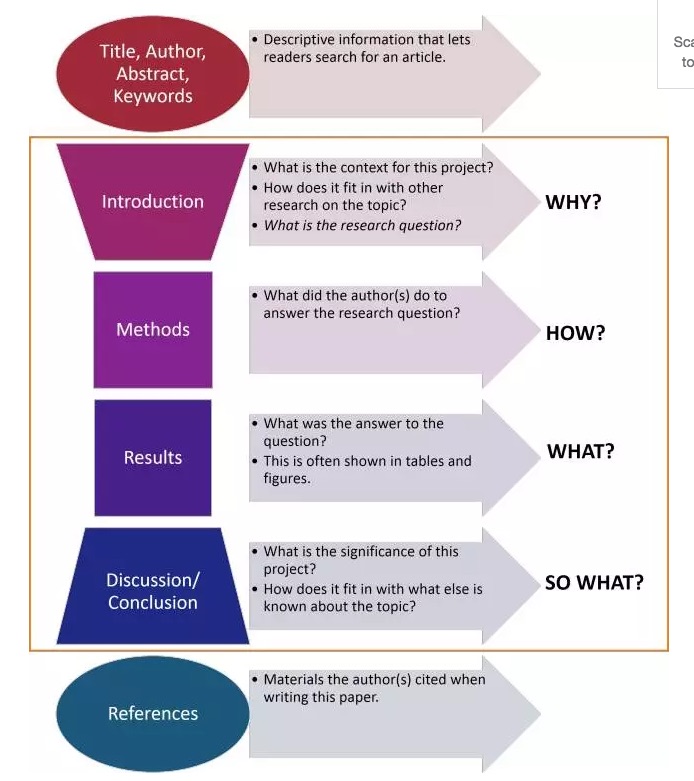 Title, Author,
Abstract,
Keywords
• Descriptive information that lets
readers search for an article.
Introduction
• What is the context for this project?
• How does it fit in with other
research on the topic?
• What is the research question?
WHY?
Methods
• What did the author(s) do to
answer the research question?
HOW?
Results
• What was the answer to the
question?
• This is often shown in tables and
figures.
WHAT?
Discussion/
Conclusion
• What is the significance of this
project?
• How does it fit in with what else is
known about the topic?
SO WHAT?
References
• Materials the author(s) cited when
writing this paper.
to